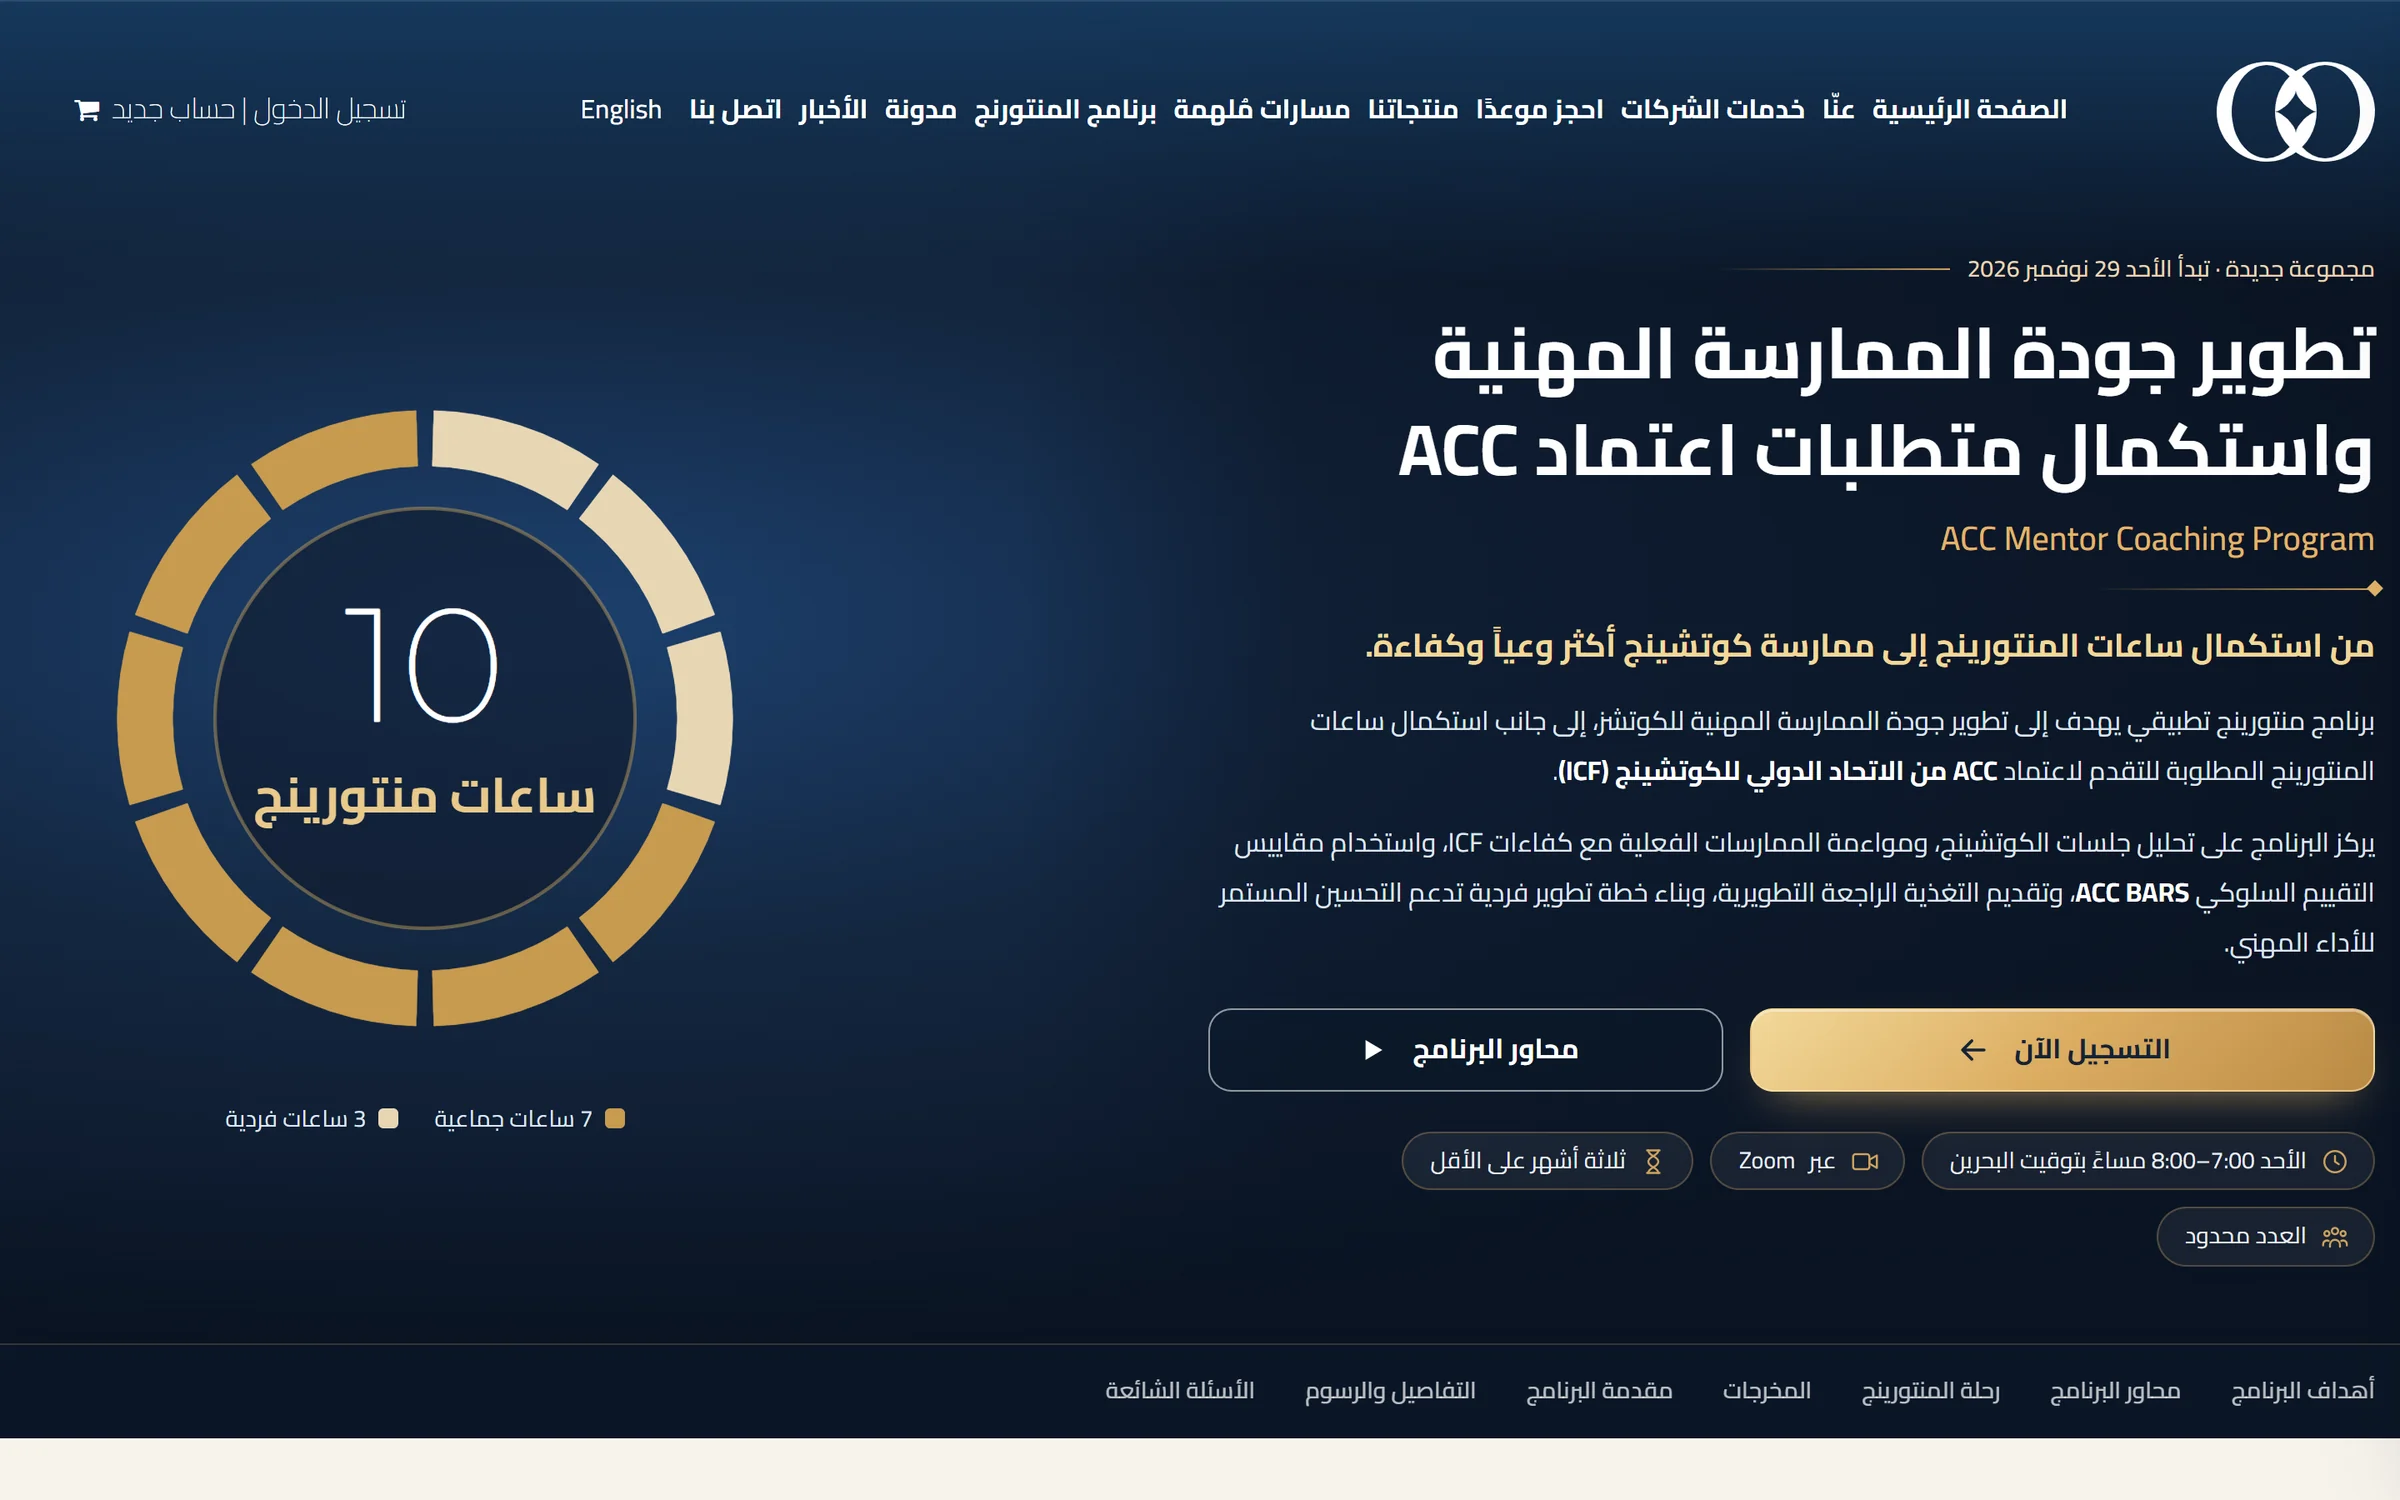 الصفحة الرئيسية عنّا خدمات الشركات احجز موعدًا منتجاتنا مسارات مُلهمة برنامج المنتورنج مدونة الأخبار اتصل بنا English
تسجيل الدخول | حساب جديد
مجموعة جديدة · تبدأ الأحد 29 نوفمبر 2026
تطوير جودة الممارسة المهنية
واستكمال متطلبات اعتماد ACC
ACC Mentor Coaching Program
من استكمال ساعات المنتورينج إلى ممارسة كوتشينج أكثر وعياً وكفاءة.
برنامج منتورينج تطبيقي يهدف إلى تطوير جودة الممارسة المهنية للكوتشز، إلى جانب استكمال ساعات
المنتورينج المطلوبة للتقدم لاعتماد ACC من الاتحاد الدولي للكوتشينج (ICF).
يركز البرنامج على تحليل جلسات الكوتشينج، ومواءمة الممارسات الفعلية مع كفاءات ICF، واستخدام مقاييس
التقييم السلوكي ACC BARS، وتقديم التغذية الراجعة التطويرية، وبناء خطة تطوير فردية تدعم التحسين المستمر
للأداء المهني.
التسجيل الآن
محاور البرنامج
الأحد 7:00–8:00 مساءً بتوقيت البحرين
عبر Zoom
ثلاثة أشهر على الأقل
العدد محدود
10
ساعات منتورينج
7 ساعات جماعية
3 ساعات فردية
أهداف البرنامج محاور البرنامج رحلة المنتورينج المخرجات مقدمة البرنامج التفاصيل والرسوم الأسئلة الشائعة